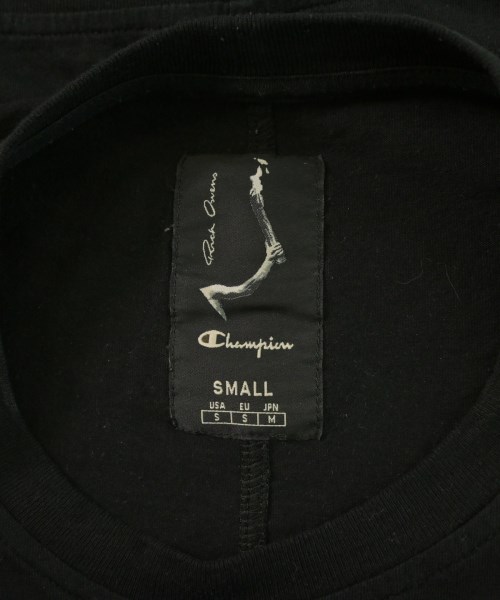 Rick Owens
Champion
SMALL
USA EU JPN
S S M